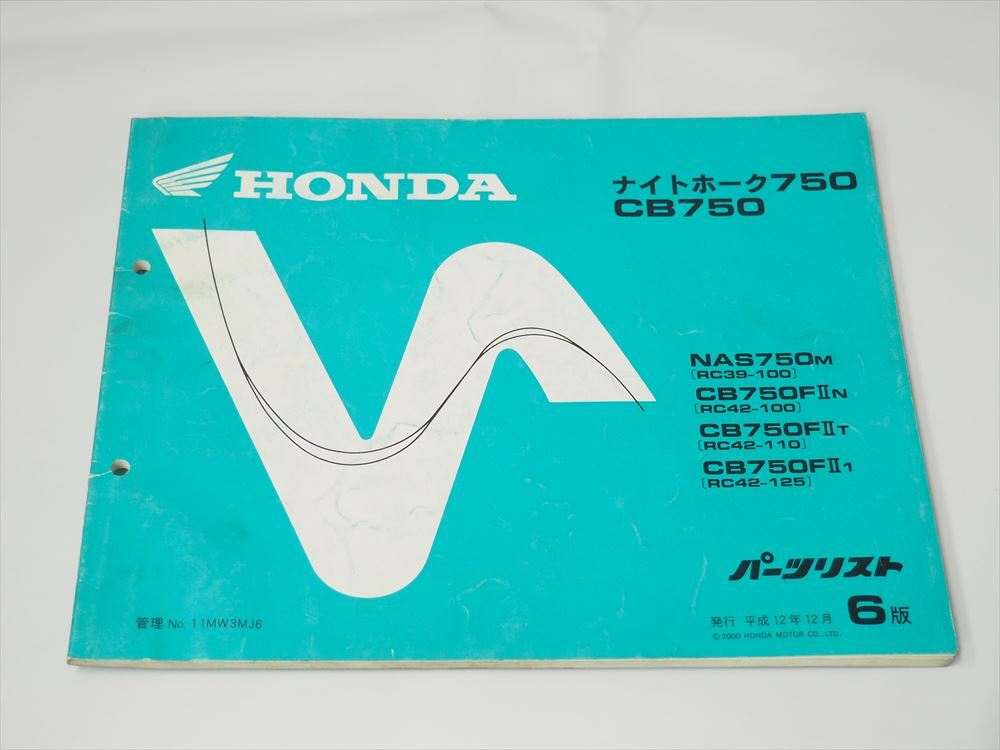 HONDA
ナイトホーク750
CB750
NAS750M
[RC39-100]
CB750FⅡN
[RC42-100]
CB750FⅡT
[RC42-110]
CB750FⅡ1
[RC42-125]
パーツリスト
管理 No. 11MW3MJ6
発行 平成12年12月 6版
©2000 HONDA MOTOR CO., LTD.